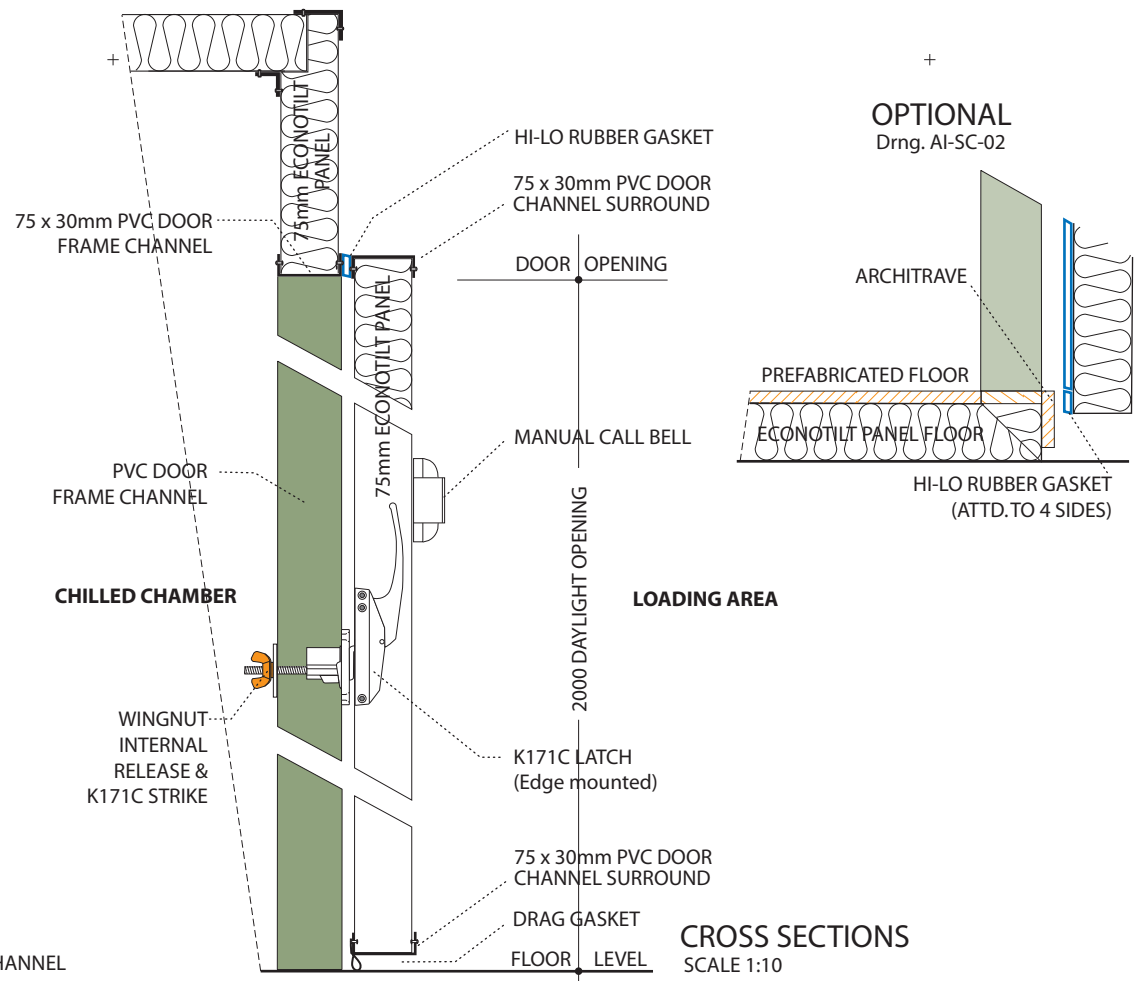 OPTIONAL
Drng. AI-SC-02
HI-LO RUBBER GASKET
75mm ECONOTILT
PANEL
75 x 30mm PVC DOOR
CHANNEL SURROUND
75 x 30mm PVC DOOR
FRAME CHANNEL
DOOR OPENING
ARCHITRAVE
75mm ECONOTILT PANEL
PREFABRICATED FLOOR
ECONOTILT PANEL FLOOR
MANUAL CALL BELL
PVC DOOR
FRAME CHANNEL
HI-LO RUBBER GASKET
(ATTD. TO 4 SIDES)
2000 DAYLIGHT OPENING
CHILLED CHAMBER
LOADING AREA
WINGNUT
INTERNAL
RELEASE &
K171C STRIKE
K171C LATCH
(Edge mounted)
75 x 30mm PVC DOOR
CHANNEL SURROUND
DRAG GASKET
FLOOR LEVEL
CROSS SECTIONS
SCALE 1:10
HANNEL